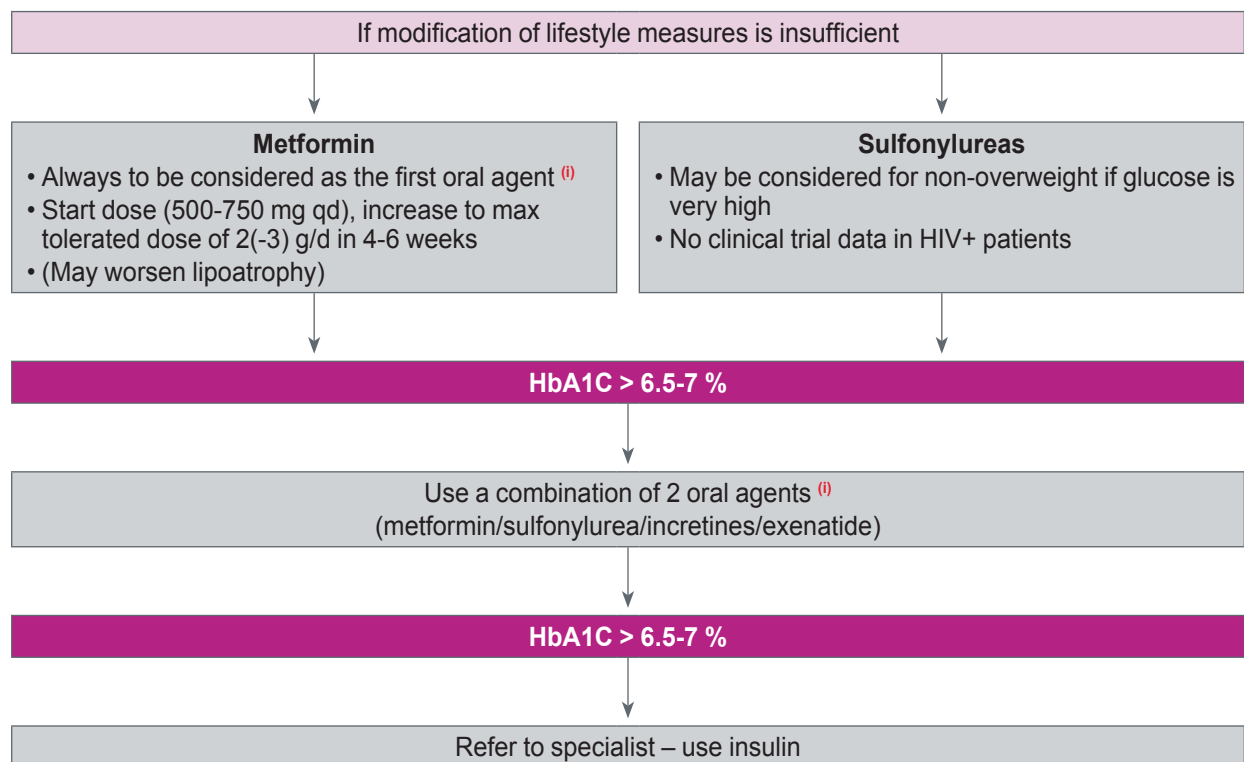 If modification of lifestyle measures is insufficient
Metformin
• Always to be considered as the first oral agent (i)
• Start dose (500-750 mg qd), increase to max
tolerated dose of 2(-3) g/d in 4-6 weeks
• (May worsen lipoatrophy)
Sulfonylureas
• May be considered for non-overweight if glucose is
very high
• No clinical trial data in HIV+ patients
HbA1C > 6.5-7 %
Use a combination of 2 oral agents (i)
(metformin/sulfonylurea/incretines/exenatide)
HbA1C > 6.5-7 %
Refer to specialist – use insulin